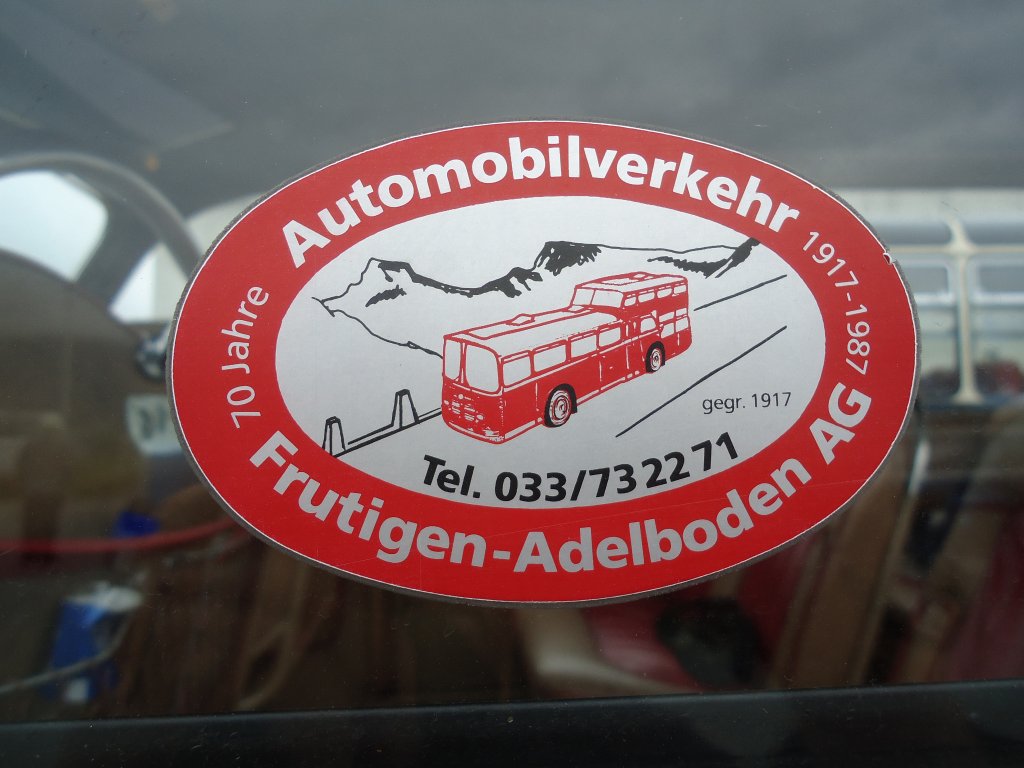 Automobilverkehr
70 Jahre 1917-1987
gegr. 1917
Tel. 033/73 22 71
Frutigen-Adelboden AG